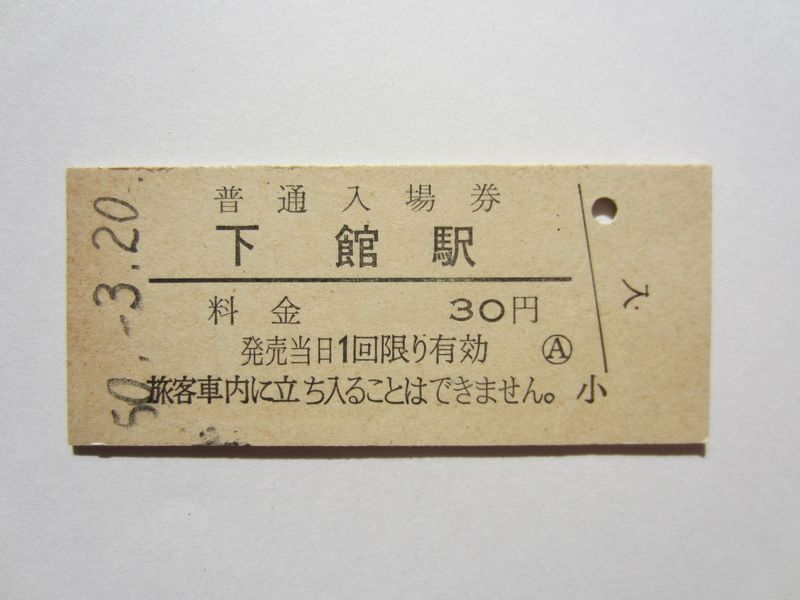 普通入場券
下館駅
料金 30円
発売当日1回限り有効 Ⓐ
旅客車内に立ち入ることはできません。 小
入
50.-3.20